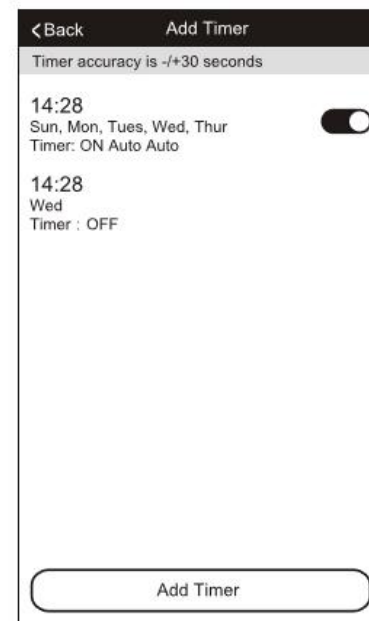 Back
Add Timer
Timer accuracy is -/+30 seconds
14:28
Sun, Mon, Tues, Wed, Thur
Timer: ON Auto Auto
14:28
Wed
Timer : OFF
Add Timer